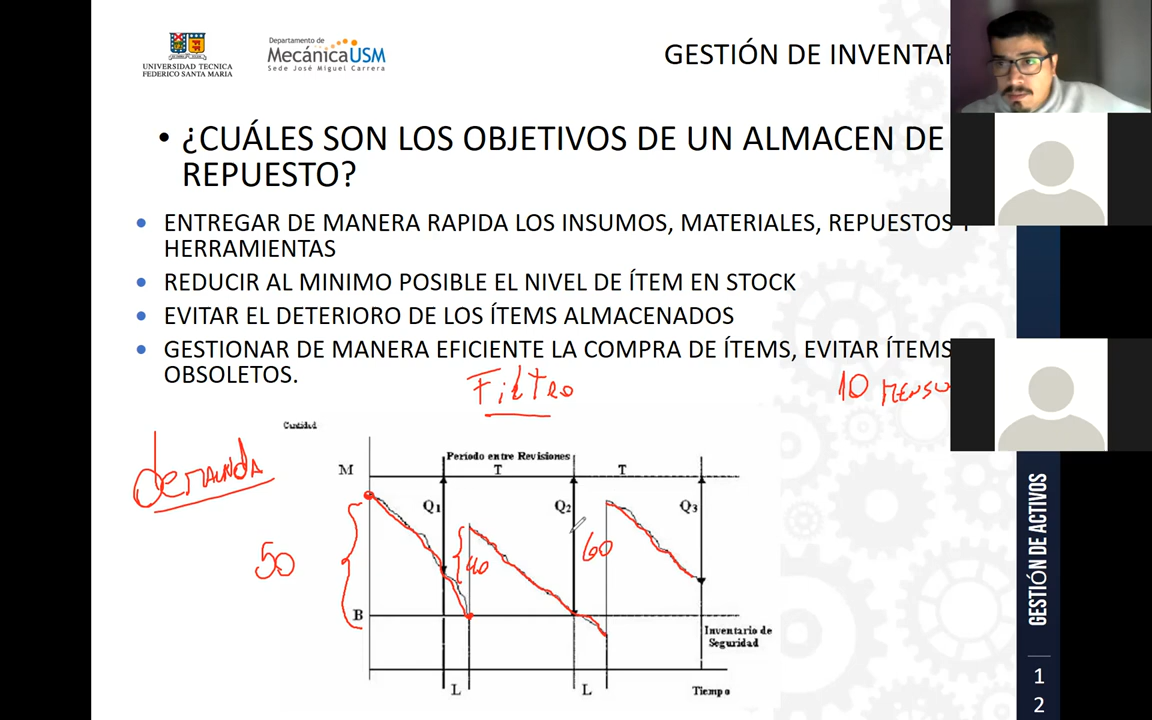 UNIVERSIDAD TECNICA
FEDERICO SANTA MARIA
Departamento de
MecánicaUSM
Sede José Miguel Carrera
GESTIÓN DE INVENTAR
• ¿CUÁLES SON LOS OBJETIVOS DE UN ALMACEN DE
REPUESTO?
• ENTREGAR DE MANERA RAPIDA LOS INSUMOS, MATERIALES, REPUESTOS Y
HERRAMIENTAS
• REDUCIR AL MINIMO POSIBLE EL NIVEL DE ÍTEM EN STOCK
• EVITAR EL DETERIORO DE LOS ÍTEMS ALMACENADOS
• GESTIONAR DE MANERA EFICIENTE LA COMPRA DE ÍTEMS, EVITAR ÍTEMS
OBSOLETOS.
Filtro
10 MENSU
demanda
50
Cantidad
M
Período entre Revisiones
T
T
Q1
Q2
Q3
40
60
B
Inventario de
Seguridad
L
L
Tiempo
GESTIÓN DE ACTIVOS
1
2